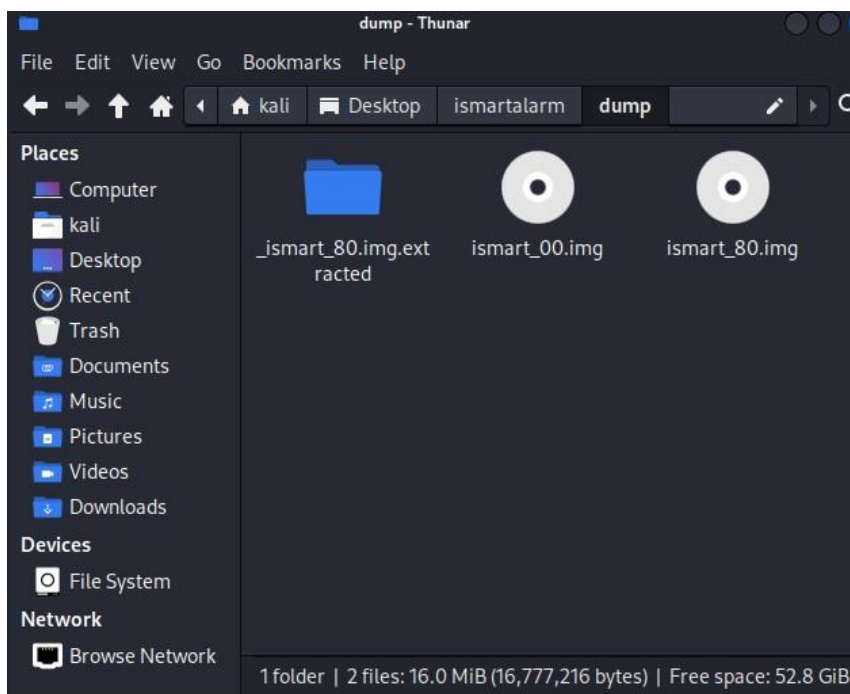 dump - Thunar
File Edit View Go Bookmarks Help
kali Desktop ismartalarm dump
Places
Computer
kali
Desktop
Recent
Trash
Documents
Music
Pictures
Videos
Downloads
Devices
File System
Network
Browse Network
_ismart_80.img.ext
racted
ismart_00.img
ismart_80.img
1 folder | 2 files: 16.0 MiB (16,777,216 bytes) | Free space: 52.8 GiB